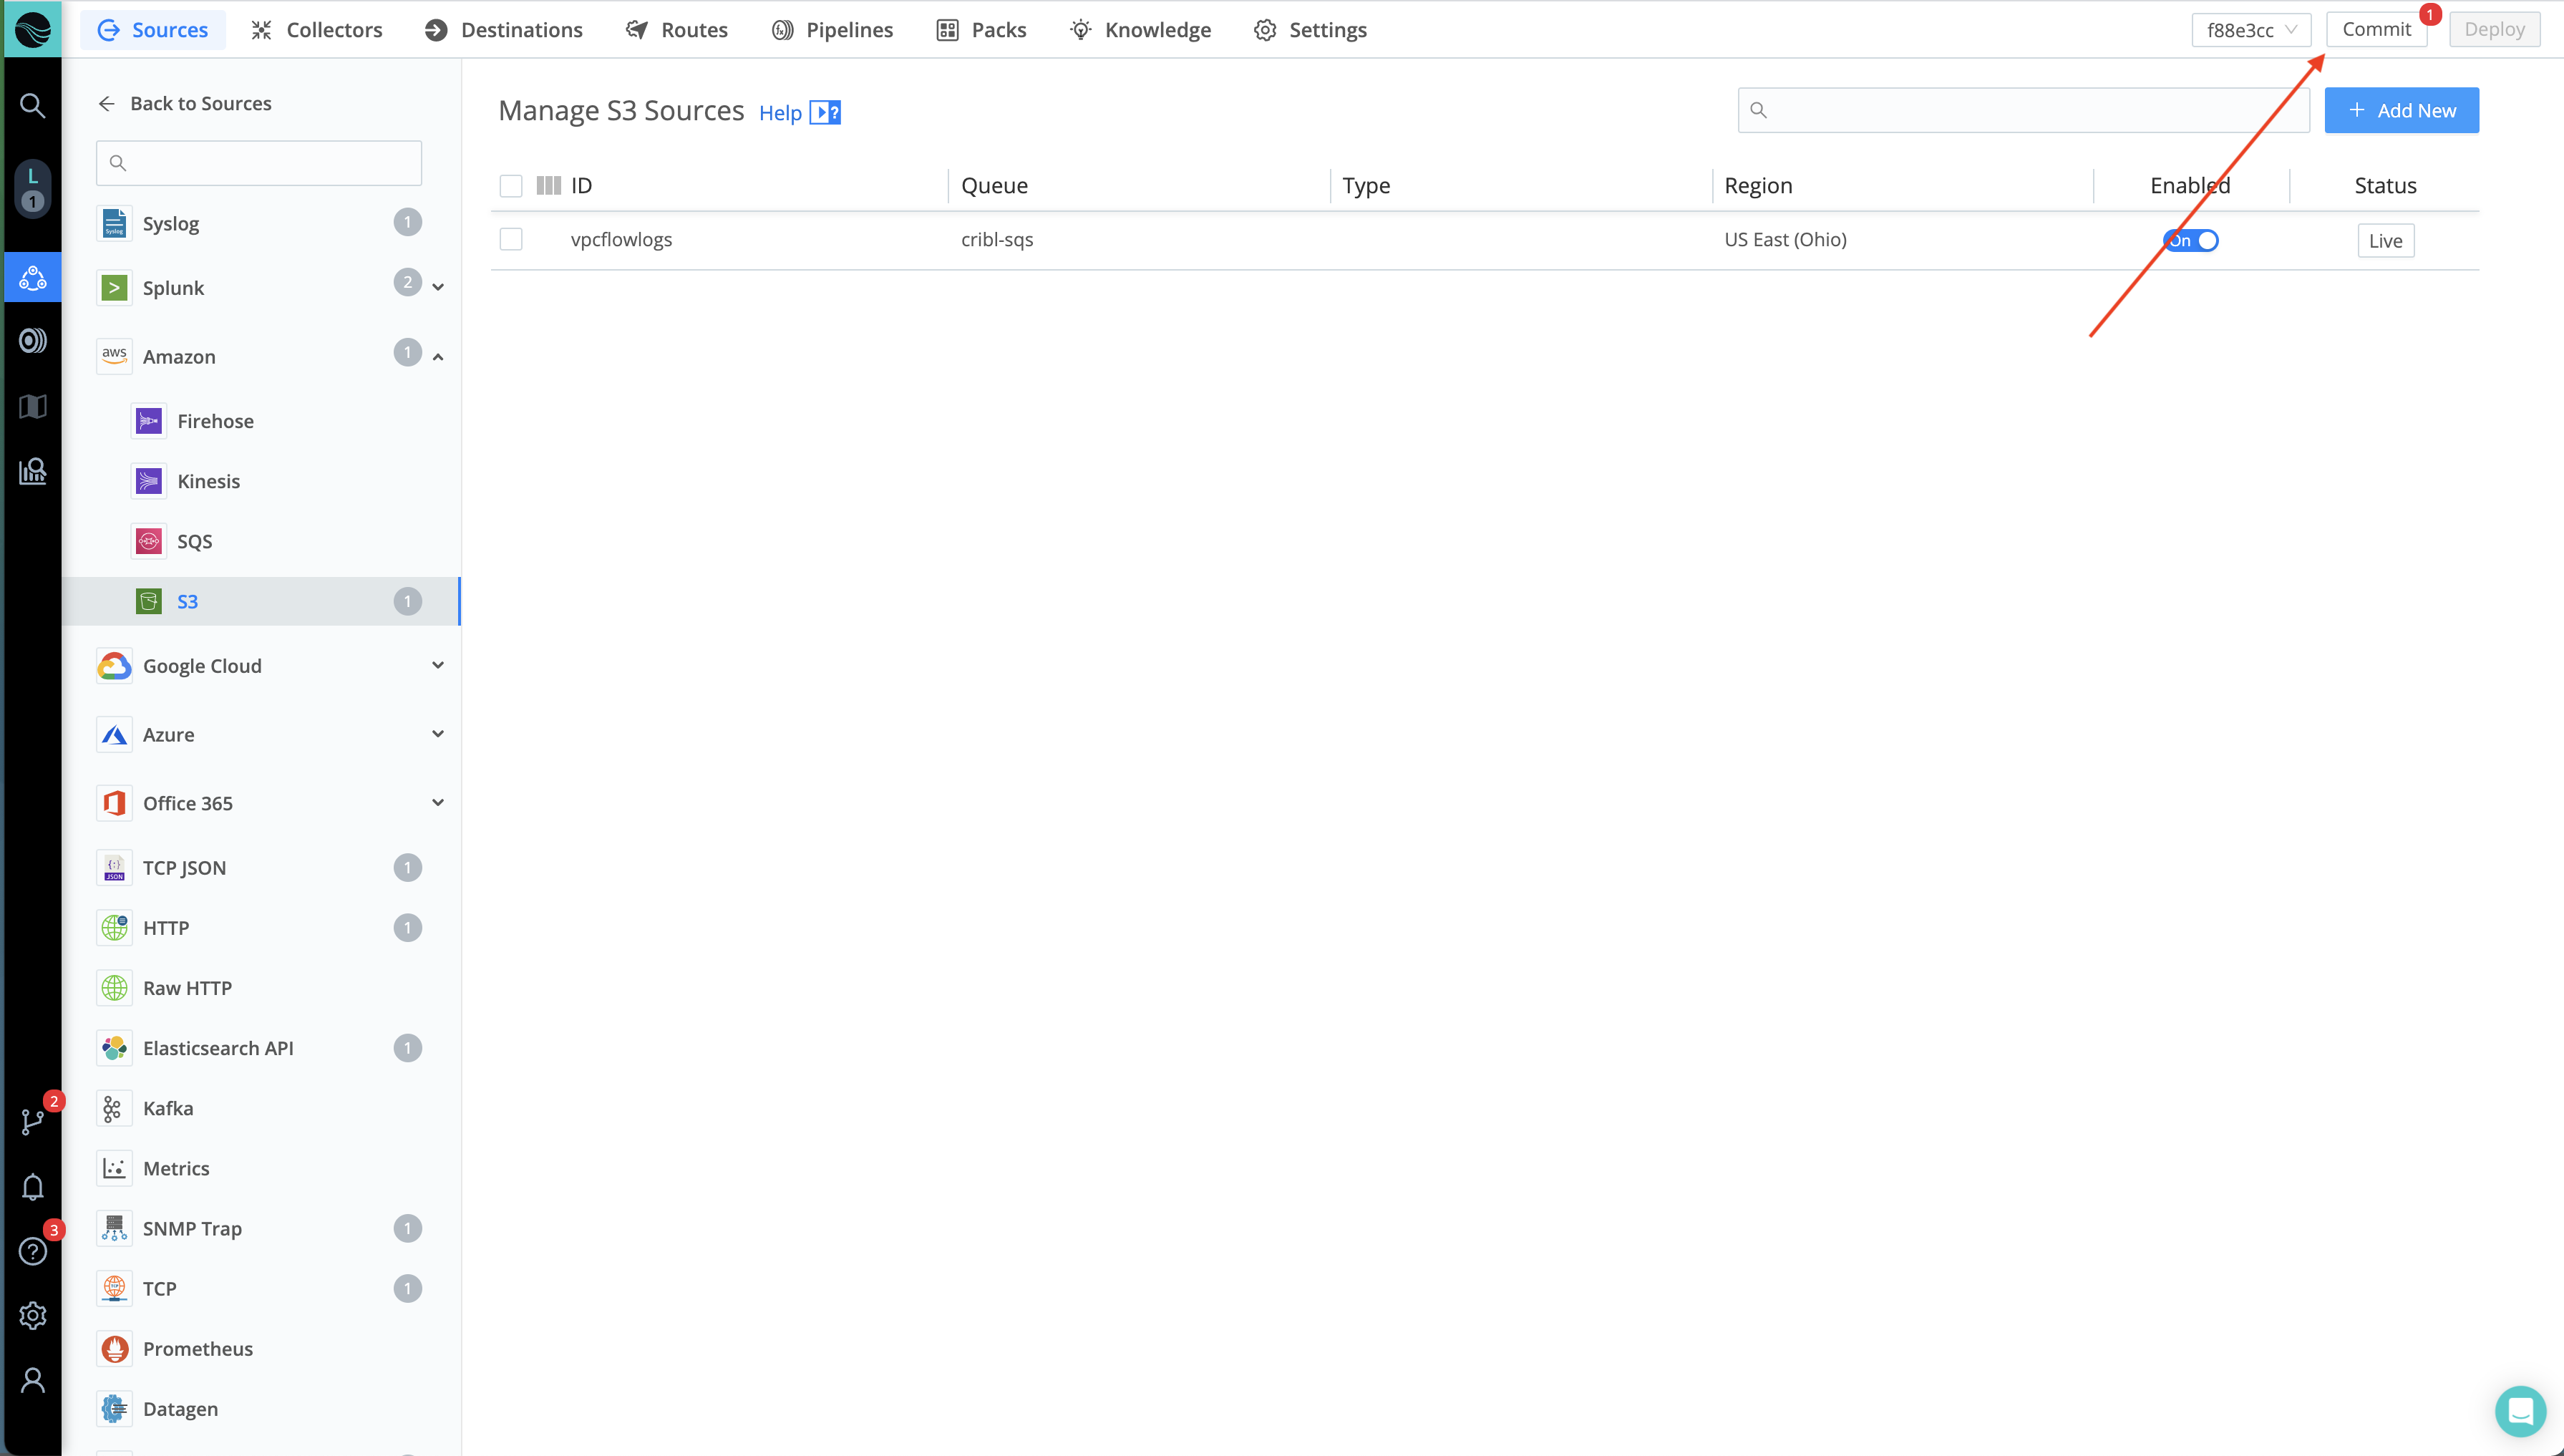 Sources Collectors Destinations Routes Pipelines Packs Knowledge Settings f88e3cc Commit 1 Deploy
L
1
2
3
Back to Sources
Syslog 1
Splunk 2
aws Amazon 1
Firehose
Kinesis
SQS
S3 1
Google Cloud
Azure
Office 365
JSON TCP JSON 1
HTTP 1
Raw HTTP
Elasticsearch API 1
Kafka
Metrics
SNMP Trap 1
TCP 1
Prometheus
Datagen
Manage S3 Sources Help ?
+ Add New
ID Queue Type Region Enabled Status
vpcflowlogs cribl-sqs US East (Ohio) On Live